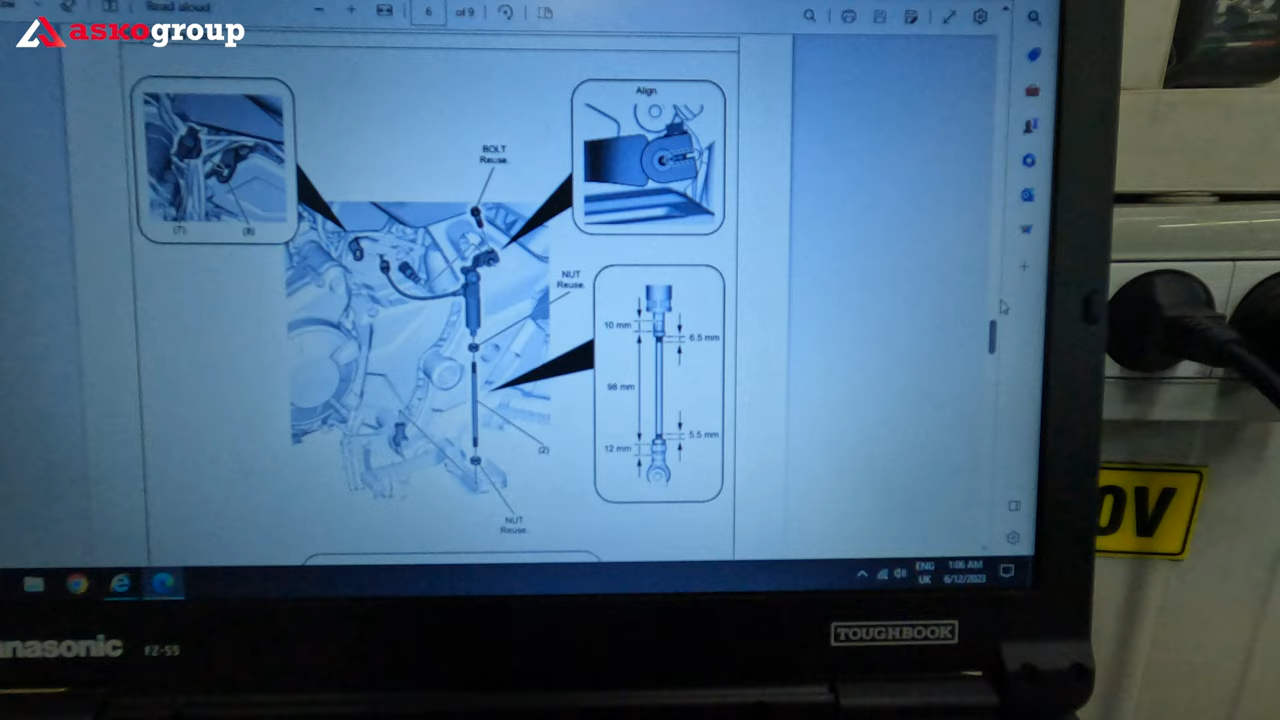 Read aloud
6 of 9
askogroup
Align.
BOLT
Reuse.
(7)
(8)
NUT
Reuse.
10 mm
6.5 mm
98 mm
5.5 mm
12 mm
(2)
NUT
Reuse.
ENG
UK
1:06 AM
6/12/2023
0V
TOUGHBOOK
anasonic FZ-55